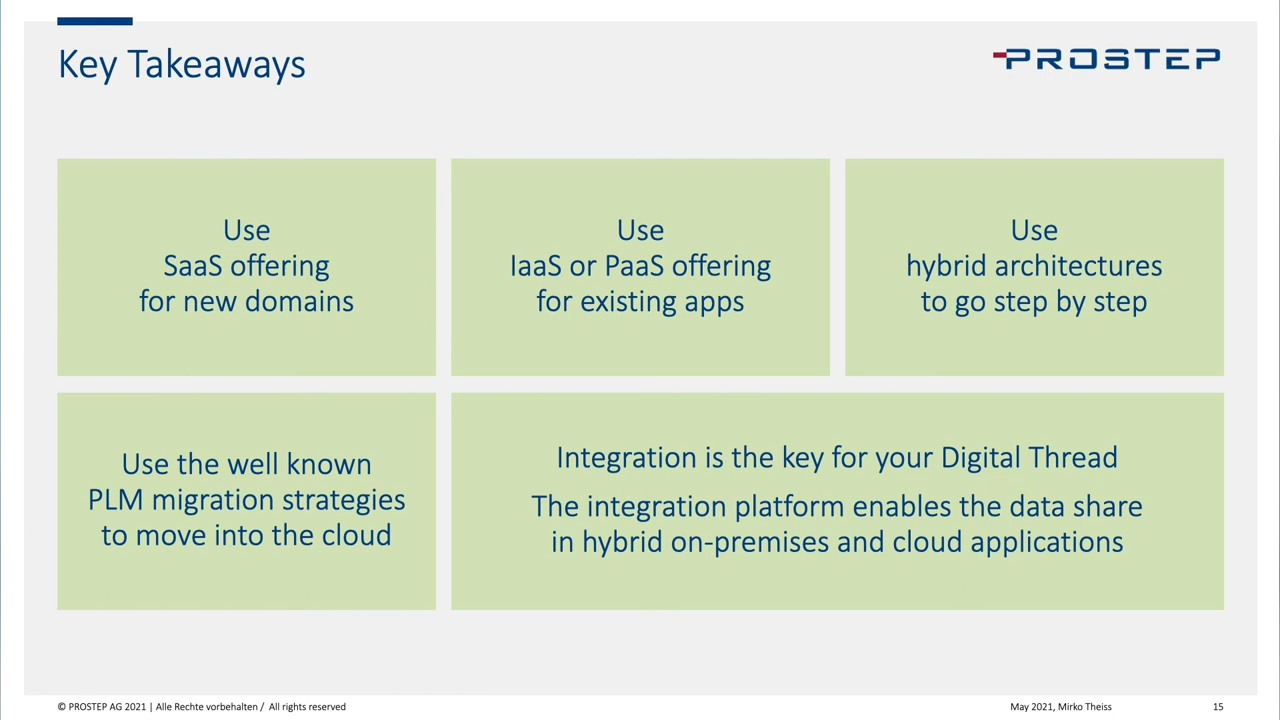 Key Takeaways
PROSTEP
Use
SaaS offering
for new domains
Use
IaaS or PaaS offering
for existing apps
Use
hybrid architectures
to go step by step
Use the well known
PLM migration strategies
to move into the cloud
Integration is the key for your Digital Thread
The integration platform enables the data share
in hybrid on-premises and cloud applications
© PROSTEP AG 2021 | Alle Rechte vorbehalten / All rights reserved
May 2021, Mirko Theiss
15